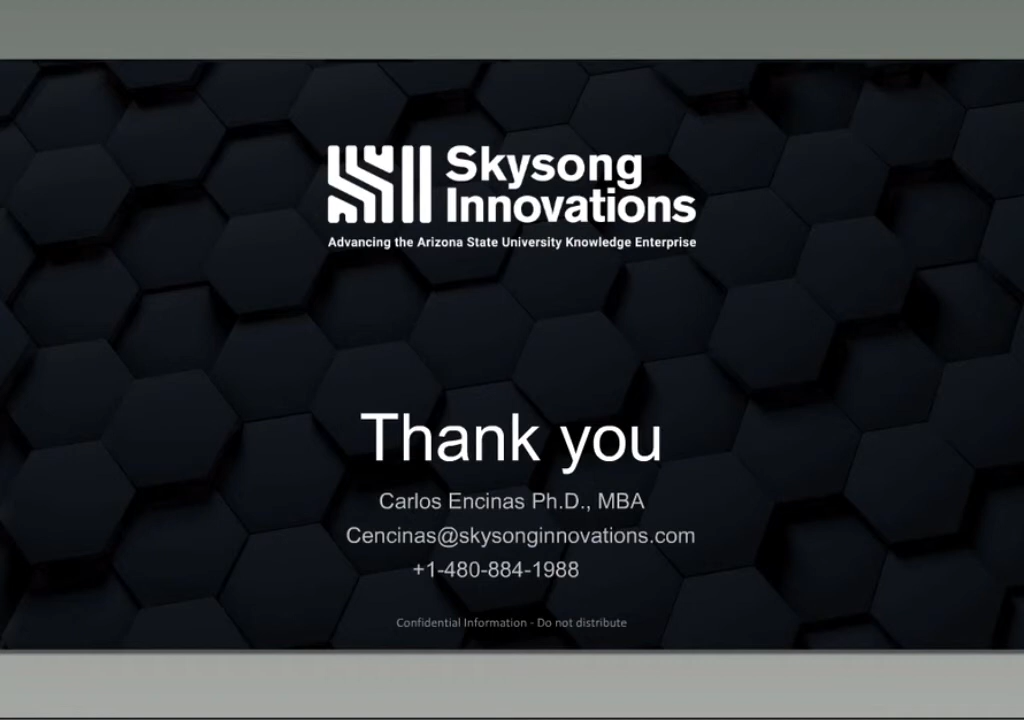 Skysong
Innovations
Advancing the Arizona State University Knowledge Enterprise
Thank you
Carlos Encinas Ph.D., MBA
Cencinas@skysonginnovations.com
+1-480-884-1988
Confidential Information - Do not distribute